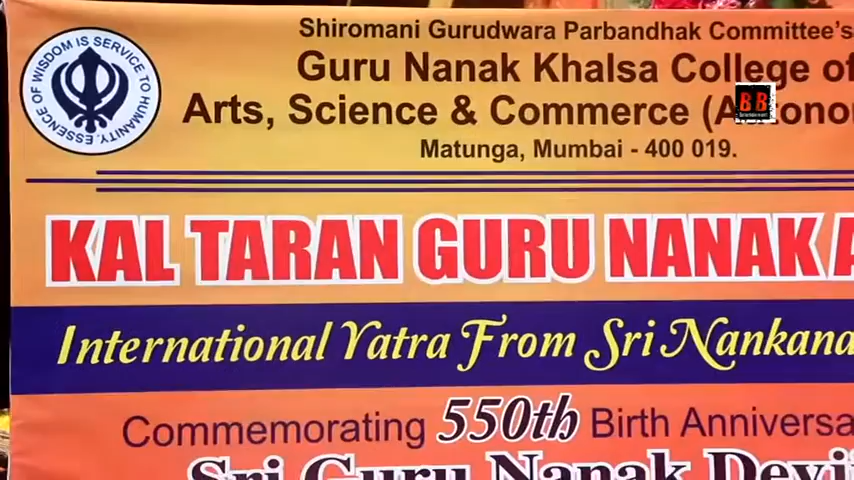 ESSENCE OF WISDOM IS SERVICE TO HUMANITY.
Shiromani Gurudwara Parbandhak Committee's
Guru Nanak Khalsa College of
Arts, Science & Commerce
BB
Matunga, Mumbai - 400 019.
KAL TARAN GURU NANAK
International Yatra From Sri Nankana
Commemorating 550th Birth Anniversa
Sri Guru Nanak Dev